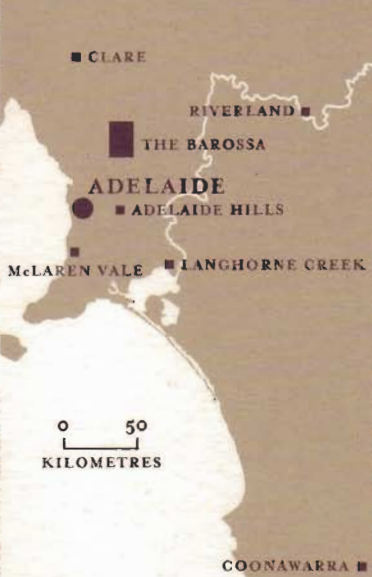 CLARE
RIVERLAND
THE BAROSSA
ADELAIDE
ADELAIDE HILLS
McLAREN VALE
LANGHORNE CREEK
0 50
KILOMETRES
COONAWARRA